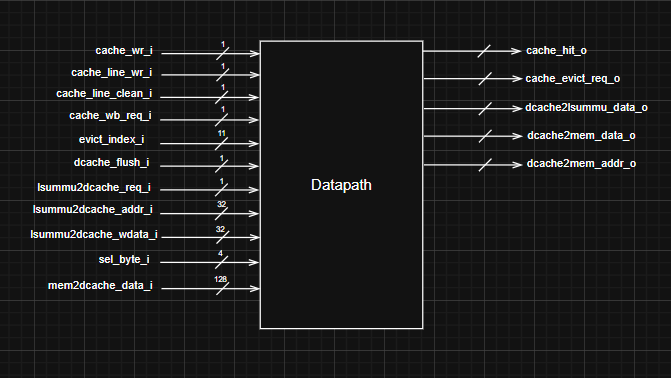 cache_wr_i
1
cache_line_wr_i
1
cache_line_clean_i
1
cache_wb_req_i
1
evict_index_i
11
dcache_flush_i
1
lsummu2dcache_req_i
1
lsummu2dcache_addr_i
32
lsummu2dcache_wdata_i
32
sel_byte_i
4
mem2dcache_data_i
128
Datapath
cache_hit_o
cache_evict_req_o
dcache2lsummu_data_o
dcache2mem_data_o
dcache2mem_addr_o